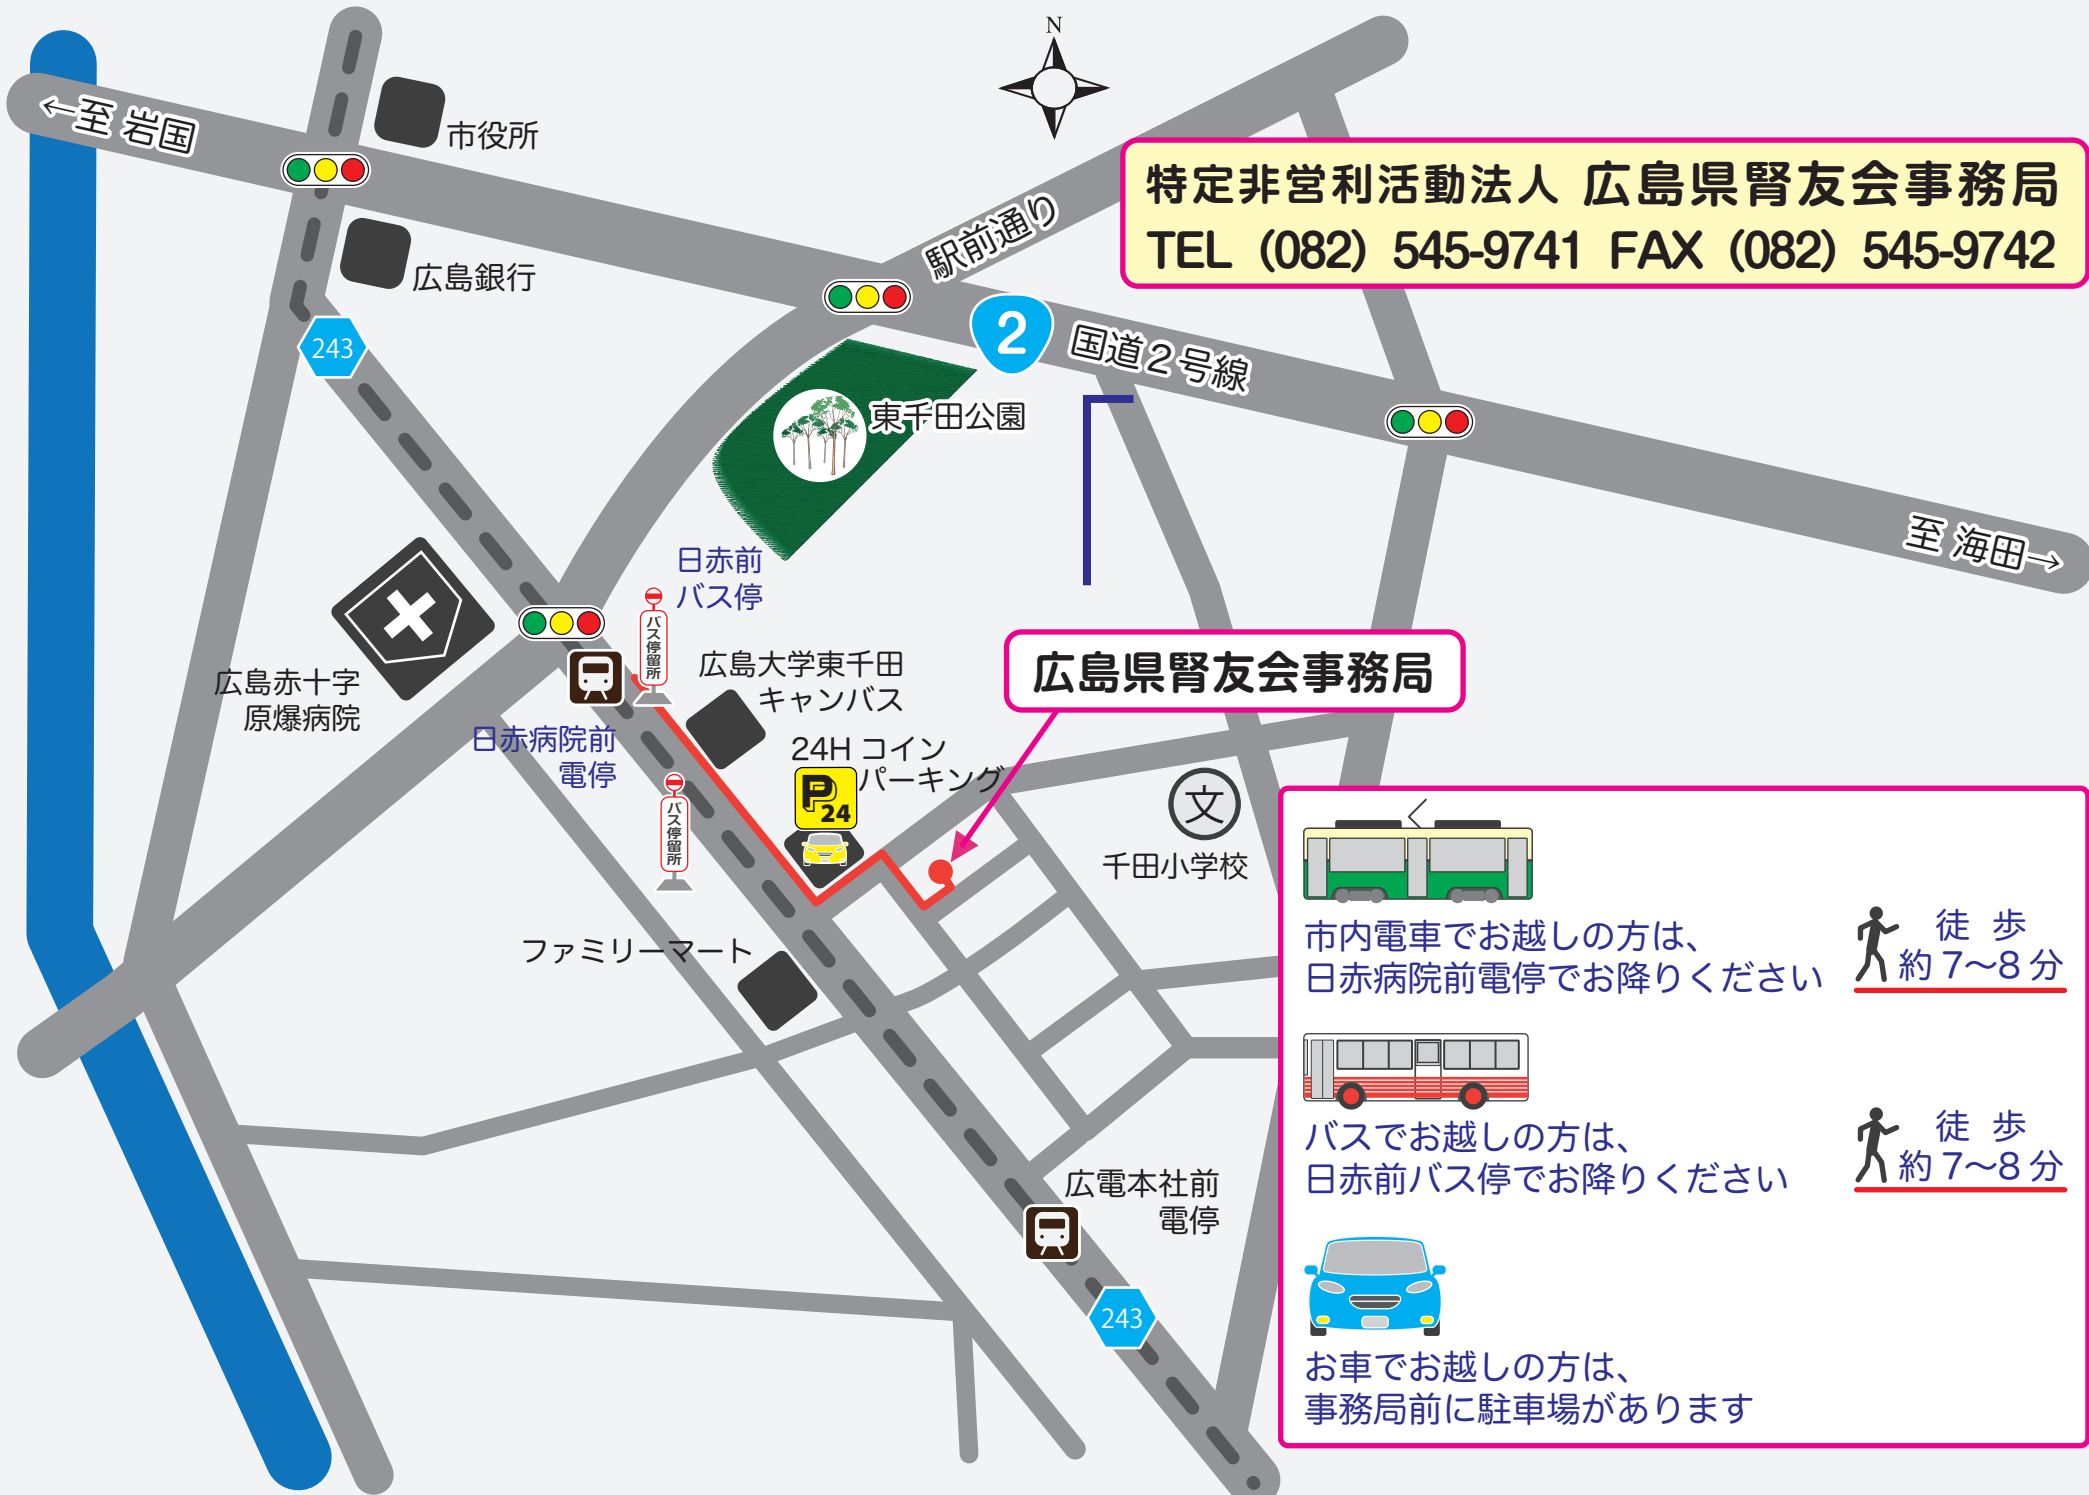 N
←至 岩国
市役所
特定非営利活動法人 広島県腎友会事務局
TEL (082) 545-9741 FAX (082) 545-9742
駅前通り
広島銀行
243
2
国道2号線
東千田公園
至 海田→
日赤前
バス停
バス停留所
広島大学東千田
キャンバス
広島県腎友会事務局
広島赤十字
原爆病院
日赤病院前
電停
24H コイン
パーキング
P
24
バス停留所
文
千田小学校
ファミリーマート
市内電車でお越しの方は、
日赤病院前電停でお降りください
徒 歩
約 7〜8 分
バスでお越しの方は、
日赤前バス停でお降りください
徒 歩
約 7〜8 分
広電本社前
電停
243
お車でお越しの方は、
事務局前に駐車場があります